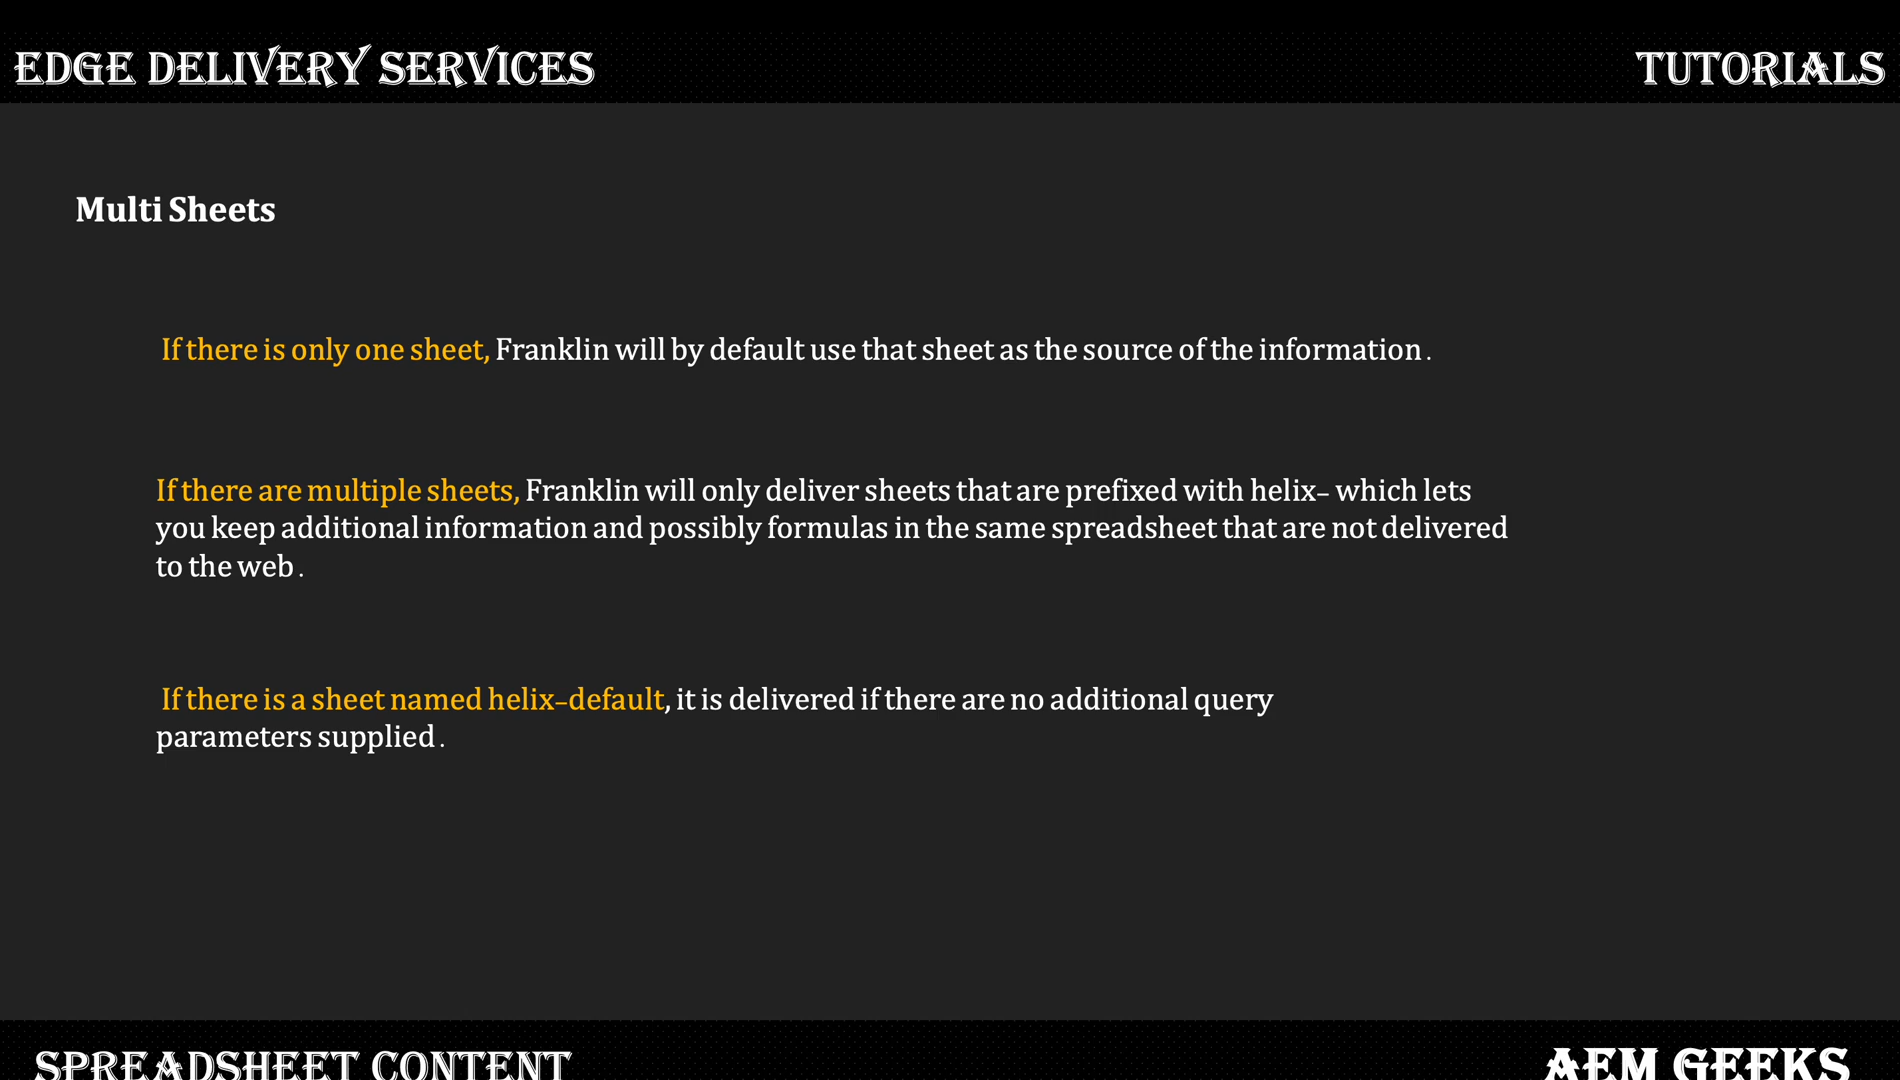 EDGE DELIVERY SERVICES
TUTORIALS
Multi Sheets
If there is only one sheet, Franklin will by default use that sheet as the source of the information.
If there are multiple sheets, Franklin will only deliver sheets that are prefixed with helix- which lets
you keep additional information and possibly formulas in the same spreadsheet that are not delivered
to the web.
If there is a sheet named helix-default, it is delivered if there are no additional query
parameters supplied.
SPREADSHEET CONTENT
AEM GEEKS